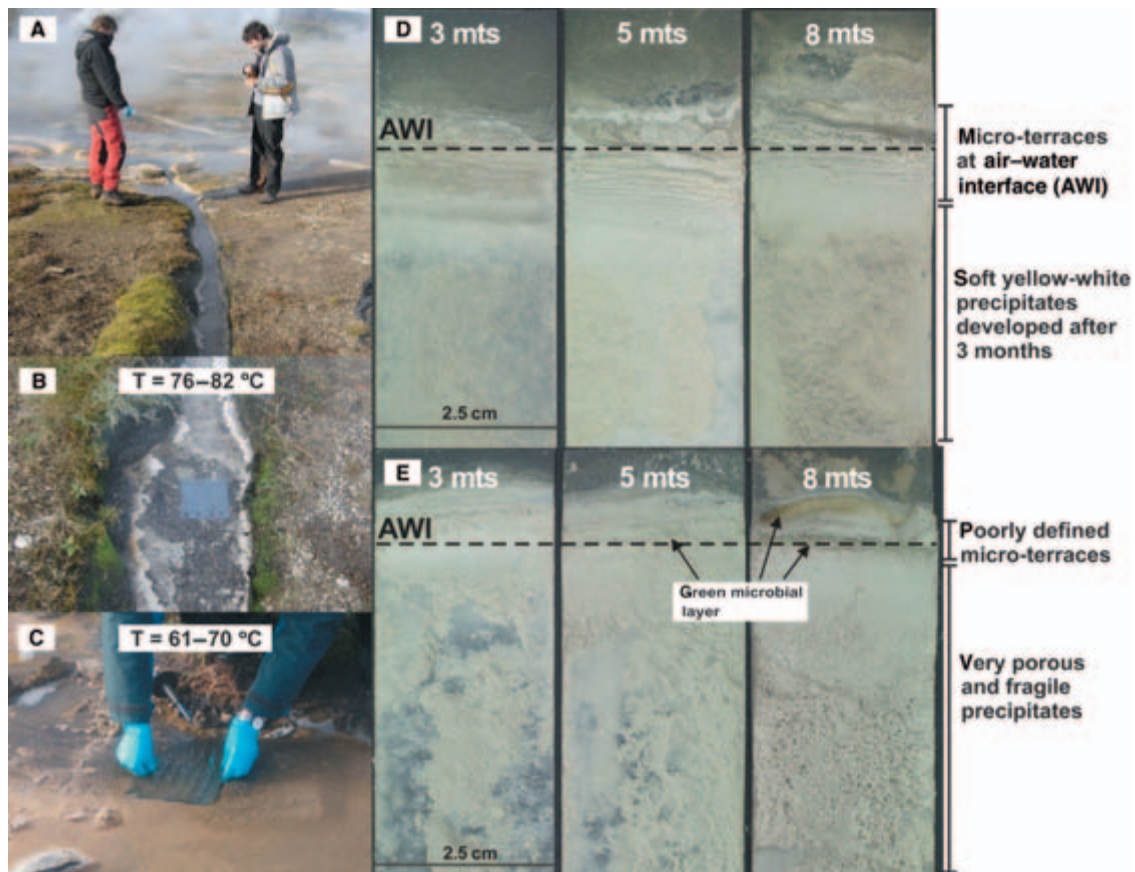 A
B
T = 76–82 ºC
C
T = 61–70 ºC
D
3 mts
5 mts
8 mts
AWI
2.5 cm
Micro-terraces
at air–water
interface (AWI)
Soft yellow-white
precipitates
developed after
3 months
E
3 mts
5 mts
8 mts
AWI
Green microbial
layer
2.5 cm
Poorly defined
micro-terraces
Very porous
and fragile
precipitates